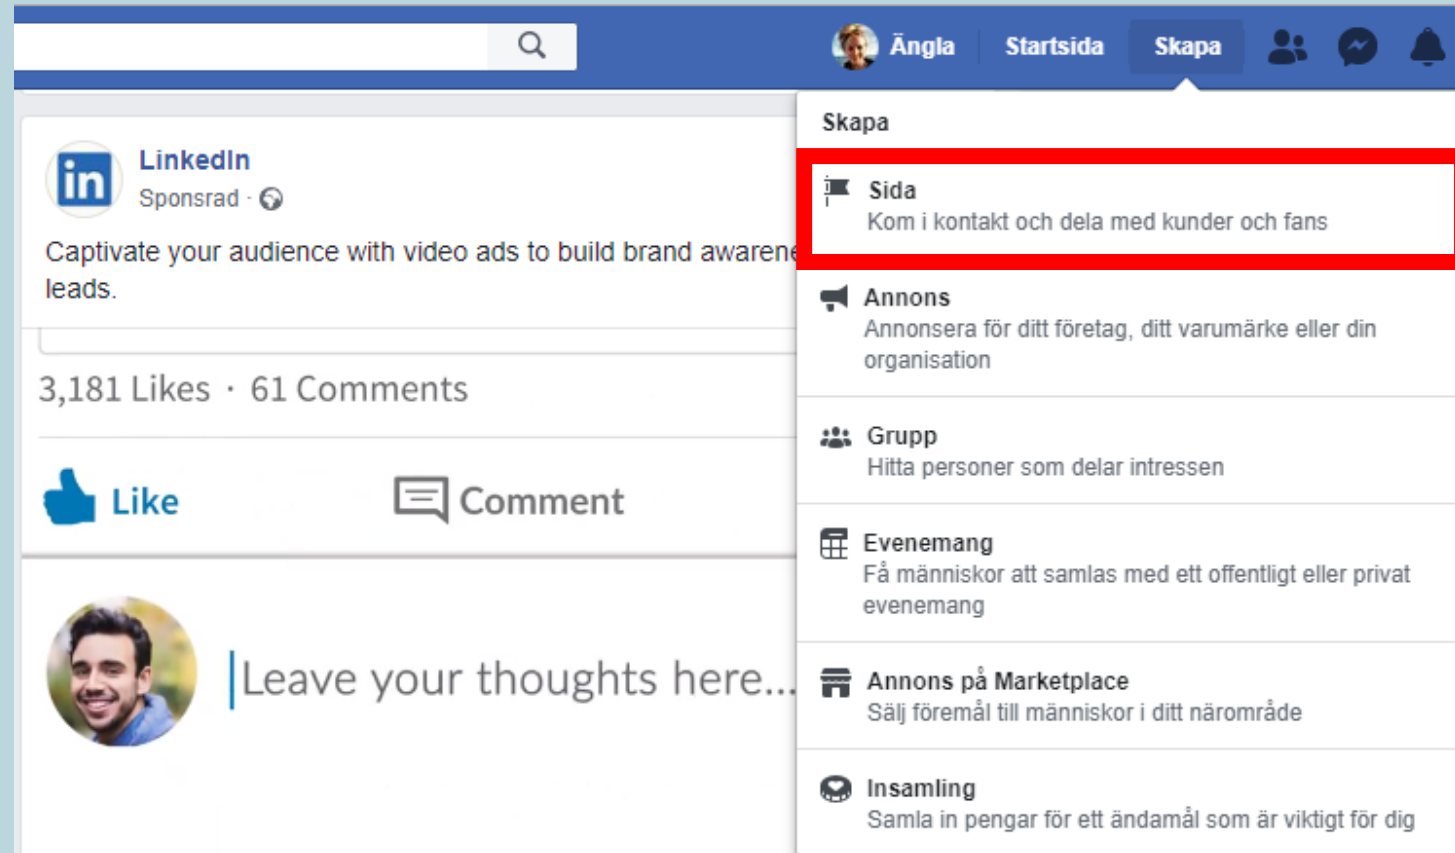 Ängla Startsida Skapa
in LinkedIn
Sponsrad ·
Captivate your audience with video ads to build brand awarene
leads.
3,181 Likes · 61 Comments
Like Comment
Leave your thoughts here...
Skapa
Sida
Kom i kontakt och dela med kunder och fans
Annons
Annonsera för ditt företag, ditt varumärke eller din
organisation
Grupp
Hitta personer som delar intressen
Evenemang
Få människor att samlas med ett offentligt eller privat
evenemang
Annons på Marketplace
Sälj föremål till människor i ditt närområde
Insamling
Samla in pengar för ett ändamål som är viktigt för dig